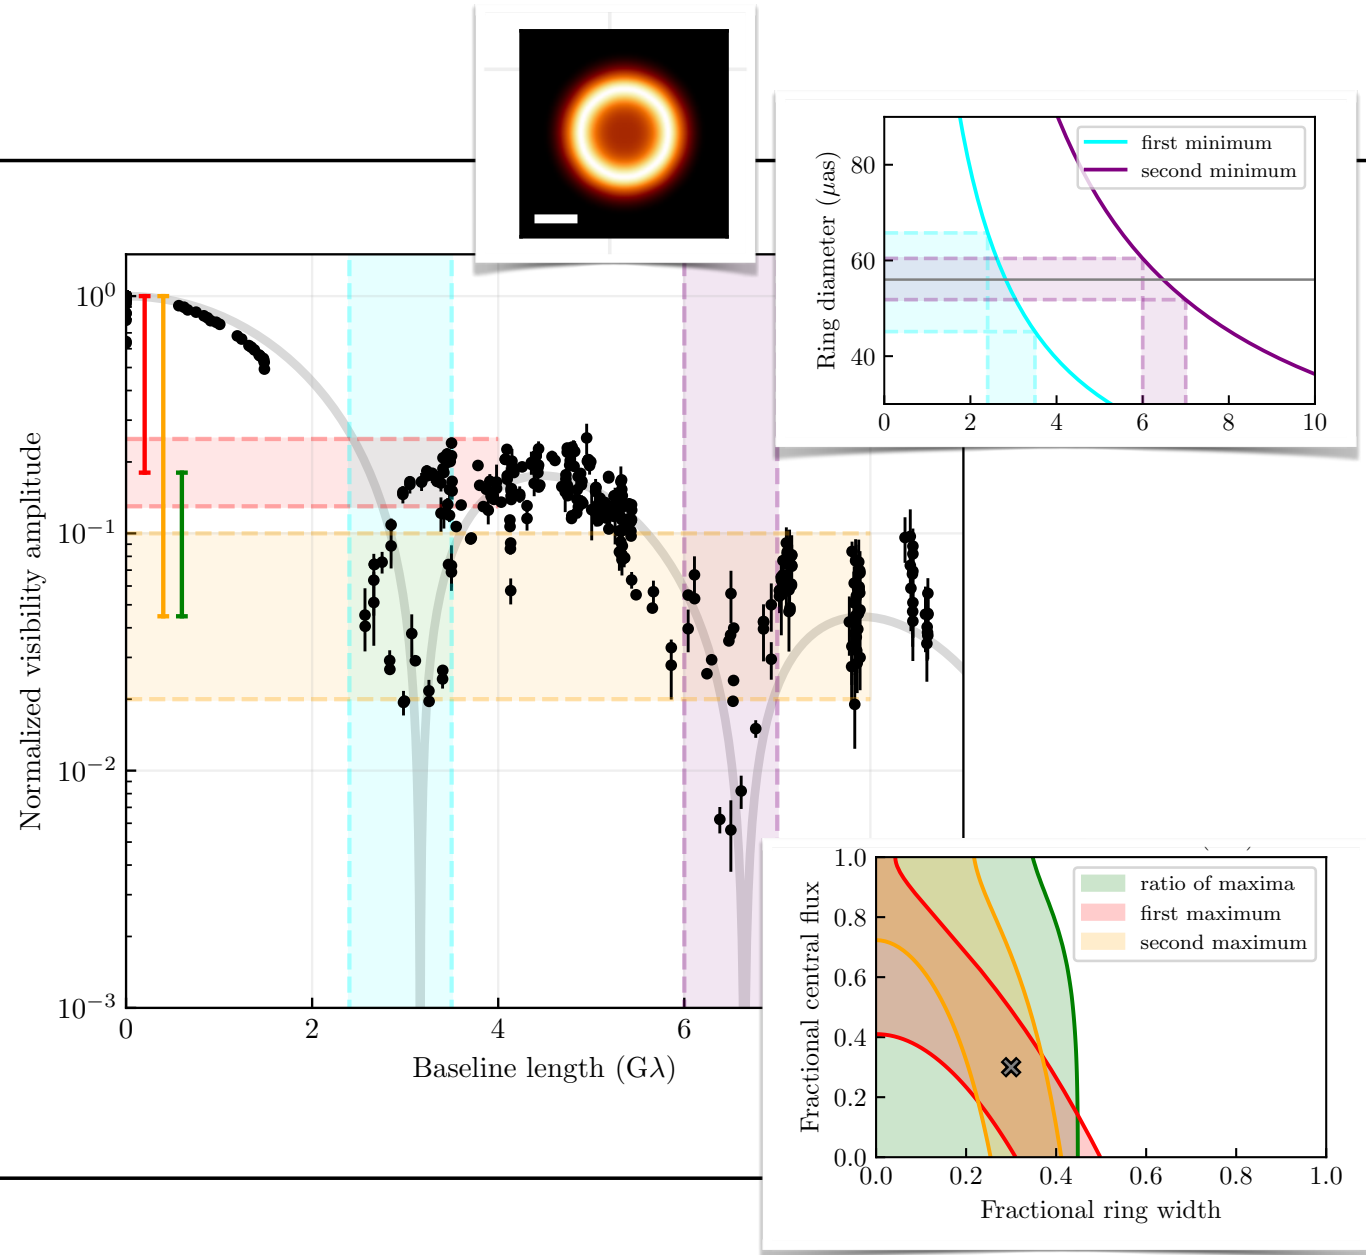 first minimum
second minimum
Ring diameter (μas)
80
60
40
0 2 4 6 8 10
Normalized visibility amplitude
10⁰
10⁻¹
10⁻²
10⁻³
0 2 4 6
Baseline length (Gλ)
ratio of maxima
first maximum
second maximum
Fractional central flux
1.0
0.8
0.6
0.4
0.2
0.0
0.0 0.2 0.4 0.6 0.8 1.0
Fractional ring width